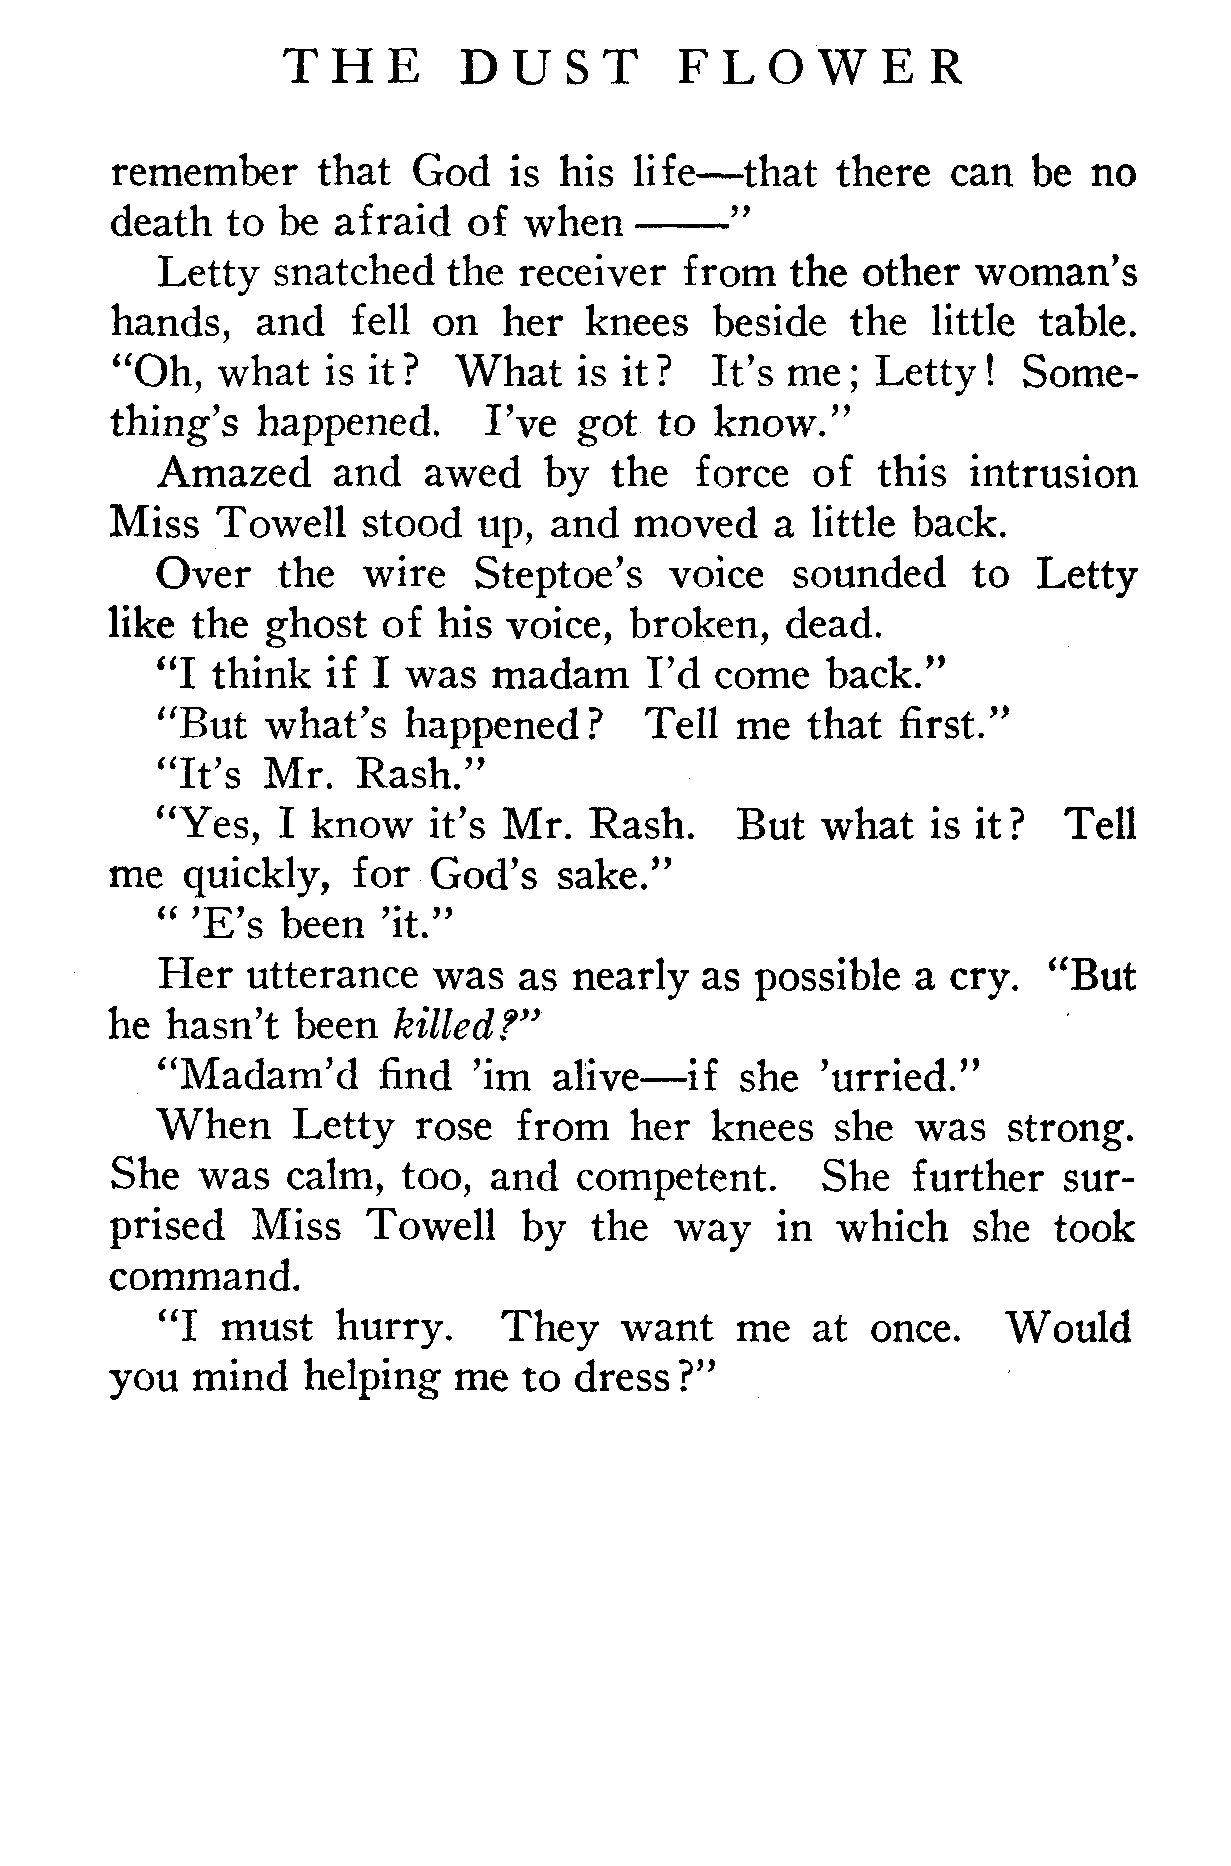 THE DUST FLOWER
remember that God is his life—that there can be no
death to be afraid of when ——"
Letty snatched the receiver from the other woman's
hands, and fell on her knees beside the little table.
"Oh, what is it? What is it? It's me; Letty! Some-
thing's happened. I've got to know."
Amazed and awed by the force of this intrusion
Miss Towell stood up, and moved a little back.
Over the wire Steptoe's voice sounded to Letty
like the ghost of his voice, broken, dead.
"I think if I was madam I'd come back."
"But what's happened? Tell me that first."
"It's Mr. Rash."
"Yes, I know it's Mr. Rash. But what is it? Tell
me quickly, for God's sake."
" 'E's been 'it."
Her utterance was as nearly as possible a cry. "But
he hasn't been killed?"
"Madam'd find 'im alive—if she 'urried."
When Letty rose from her knees she was strong.
She was calm, too, and competent. She further sur-
prised Miss Towell by the way in which she took
command.
"I must hurry. They want me at once. Would
you mind helping me to dress?"